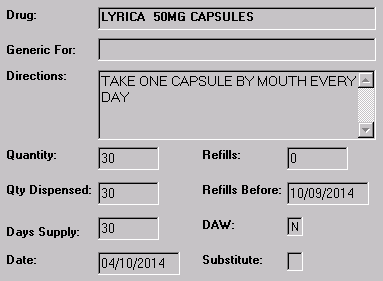 Drug: LYRICA 50MG CAPSULES
Generic For:
Directions: TAKE ONE CAPSULE BY MOUTH EVERY
DAY
Quantity: 30 Refills: 0
Qty Dispensed: 30 Refills Before: 10/09/2014
Days Supply: 30 DAW: N
Date: 04/10/2014 Substitute: